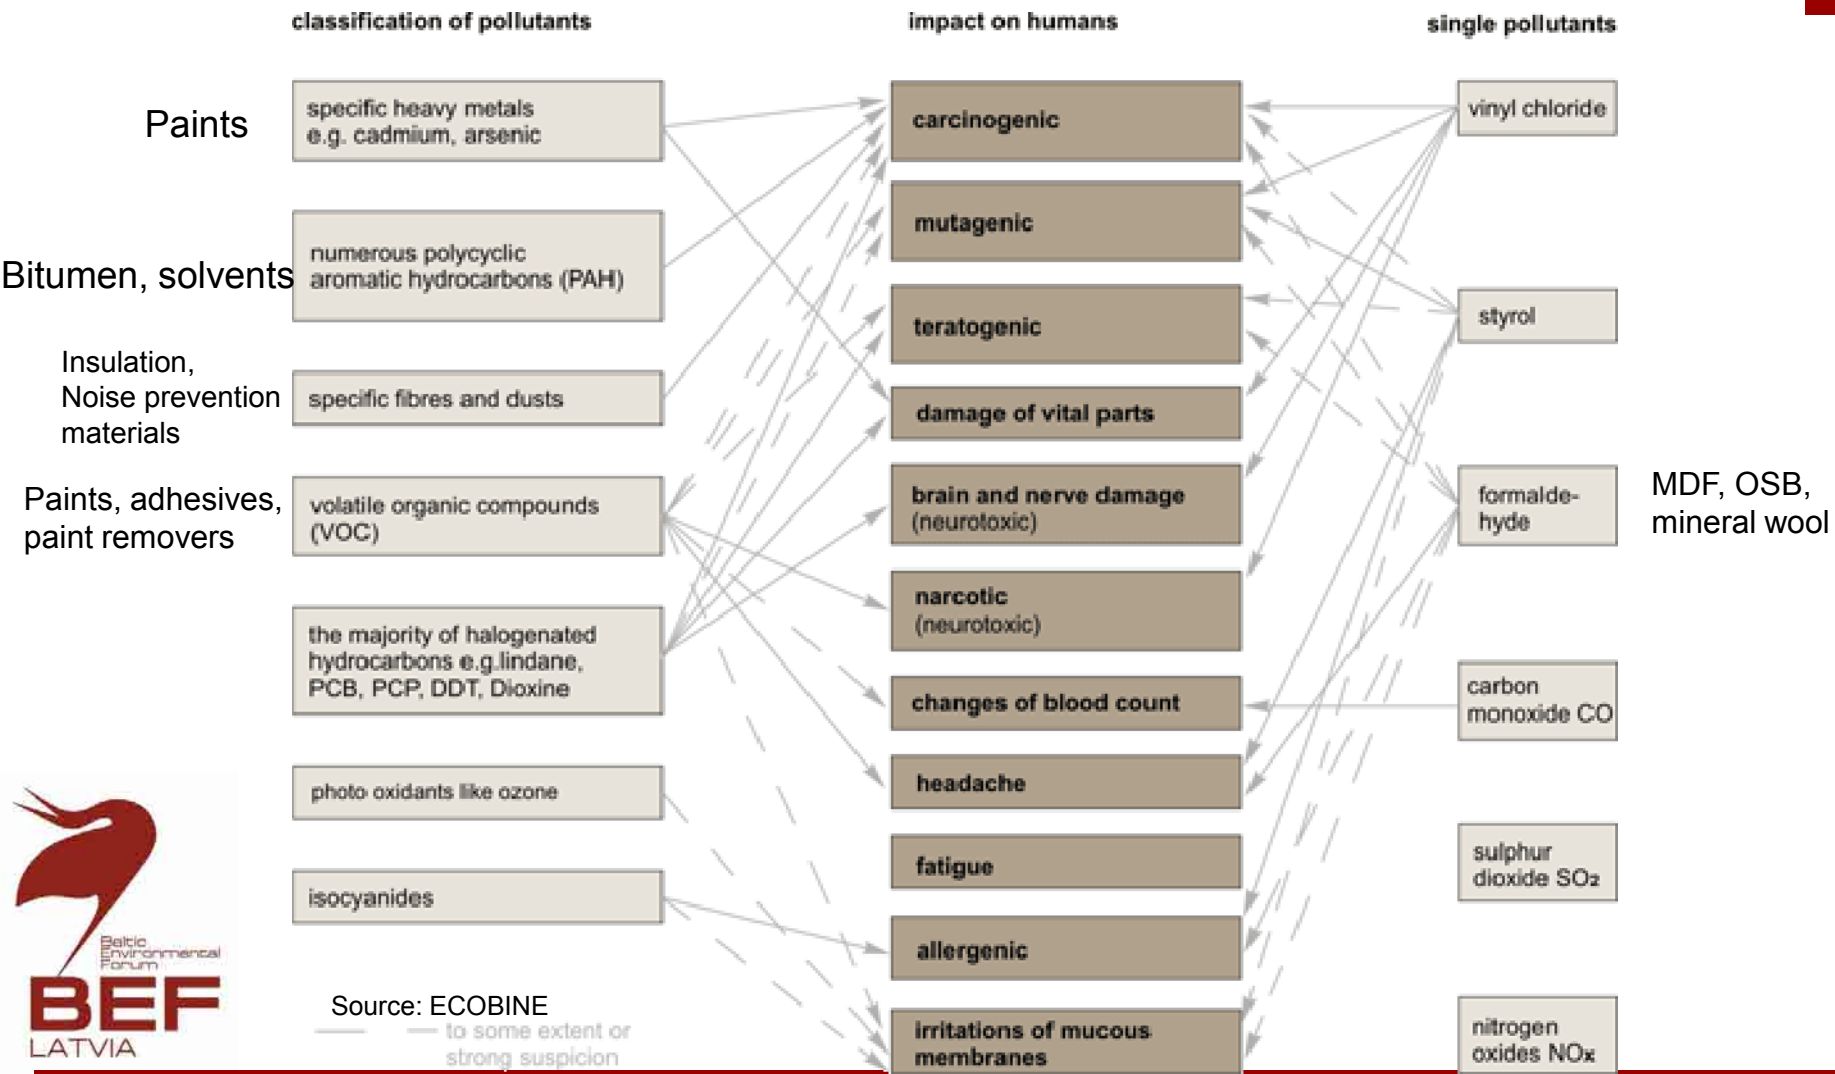 classification of pollutants
impact on humans
single pollutants
Paints
specific heavy metals
e.g. cadmium, arsenic
Bitumen, solvents
numerous polycyclic
aromatic hydrocarbons (PAH)
Insulation,
Noise prevention
materials
specific fibres and dusts
Paints, adhesives,
paint removers
volatile organic compounds
(VOC)
the majority of halogenated
hydrocarbons e.g.lindane,
PCB, PCP, DDT, Dioxine
photo oxidants like ozone
isocyanides
carcinogenic
mutagenic
teratogenic
damage of vital parts
brain and nerve damage
(neurotoxic)
narcotic
(neurotoxic)
changes of blood count
headache
fatigue
allergenic
irritations of mucous
membranes
vinyl chloride
styrol
formalde-
hyde
MDF, OSB,
mineral wool
carbon
monoxide CO
sulphur
dioxide SO2
nitrogen
oxides NOx
Baltic
Environmental
Forum
BEF
LATVIA
Source: ECOBINE
to some extent or
strong suspicion